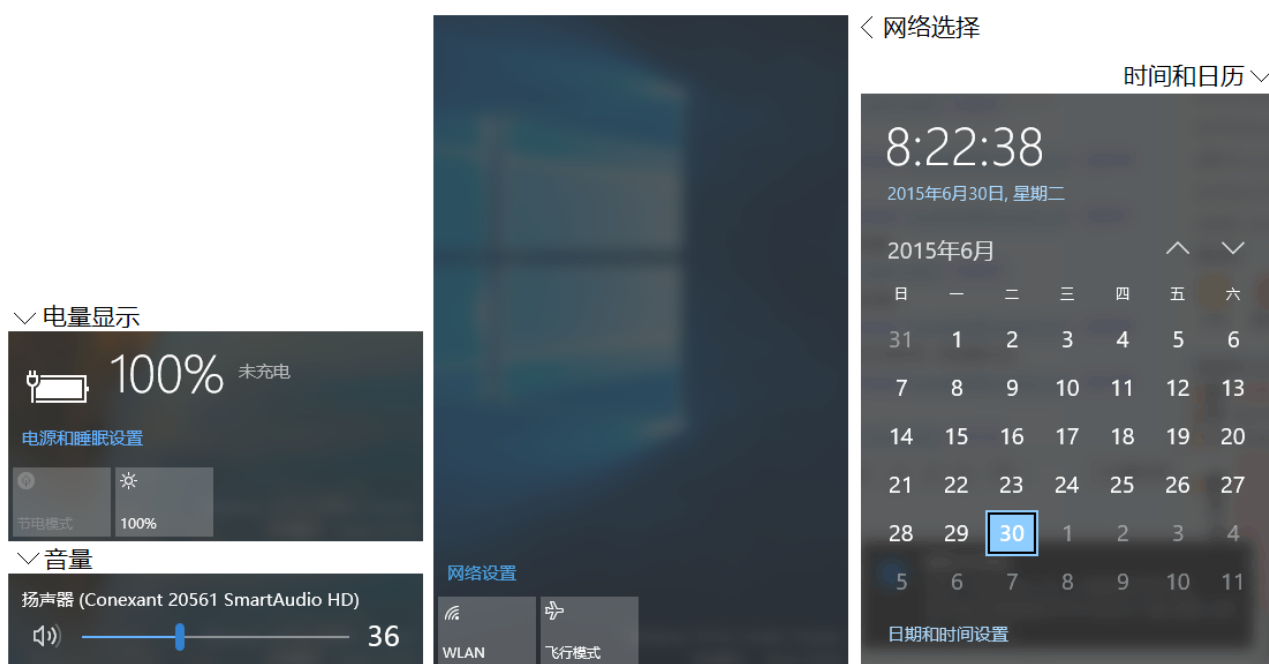 电量显示
100% 未充电
电源和睡眠设置
节电模式
100%
音量
扬声器 (Conexant 20561 SmartAudio HD)
36
网络设置
WLAN
飞行模式
网络选择
时间和日历
8:22:38
2015年6月30日, 星期二
2015年6月
日 一 二 三 四 五 六
31 1 2 3 4 5 6
7 8 9 10 11 12 13
14 15 16 17 18 19 20
21 22 23 24 25 26 27
28 29 30 1 2 3 4
5 6 7 8 9 10 11
日期和时间设置